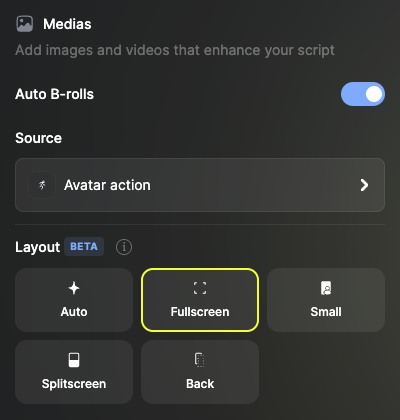 Medias
Add images and videos that enhance your script
Auto B-rolls
Source
Avatar action
Layout BETA
Auto
Fullscreen
Small
Splitscreen
Back